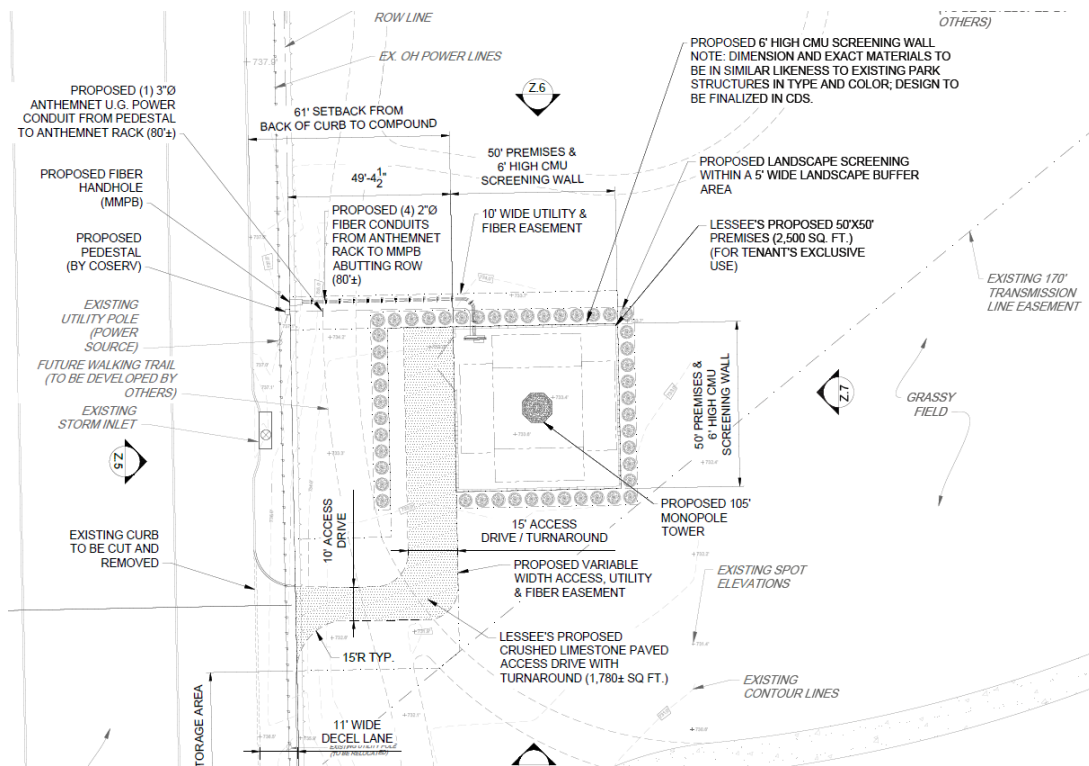 ROW LINE
OTHERS)
737.9
EX. OH POWER LINES
PROPOSED 6' HIGH CMU SCREENING WALL
NOTE: DIMENSION AND EXACT MATERIALS TO
BE IN SIMILAR LIKENESS TO EXISTING PARK
STRUCTURES IN TYPE AND COLOR; DESIGN TO
BE FINALIZED IN CDS.
PROPOSED (1) 3"Ø
ANTHEMNET U.G. POWER
CONDUIT FROM PEDESTAL
TO ANTHEMNET RACK (80'±)
61' SETBACK FROM
BACK OF CURB TO COMPOUND
Z.6
50' PREMISES &
6' HIGH CMU
SCREENING WALL
PROPOSED LANDSCAPE SCREENING
WITHIN A 5' WIDE LANDSCAPE BUFFER
AREA
PROPOSED FIBER
HANDHOLE
(MMPB)
49'-4 1/2"
PROPOSED (4) 2"Ø
FIBER CONDUITS
FROM ANTHEMNET
RACK TO MMPB
ABUTTING ROW
(80'±)
10' WIDE UTILITY &
FIBER EASEMENT
LESSEE'S PROPOSED 50'X50'
PREMISES (2,500 SQ. FT.)
(FOR TENANT'S EXCLUSIVE
USE)
PROPOSED
PEDESTAL
(BY COSERV)
EXISTING 170'
TRANSMISSION
LINE EASEMENT
EXISTING
UTILITY POLE
(POWER
SOURCE)
FUTURE WALKING TRAIL
(TO BE DEVELOPED BY
OTHERS)
EXISTING
STORM INLET
Z.5
50' PREMISES &
6' HIGH CMU
SCREENING WALL
Z.7
GRASSY
FIELD
PROPOSED 105'
MONOPOLE
TOWER
EXISTING CURB
TO BE CUT AND
REMOVED
10' ACCESS
DRIVE
15' ACCESS
DRIVE / TURNAROUND
PROPOSED VARIABLE
WIDTH ACCESS, UTILITY
& FIBER EASEMENT
EXISTING SPOT
ELEVATIONS
LESSEE'S PROPOSED
CRUSHED LIMESTONE PAVED
ACCESS DRIVE WITH
TURNAROUND (1,780± SQ FT.)
15'R TYP.
EXISTING
CONTOUR LINES
TORAGE AREA
11' WIDE
DECEL LANE
EXISTING UTILITY POLE
(TO BE RELOCATED)